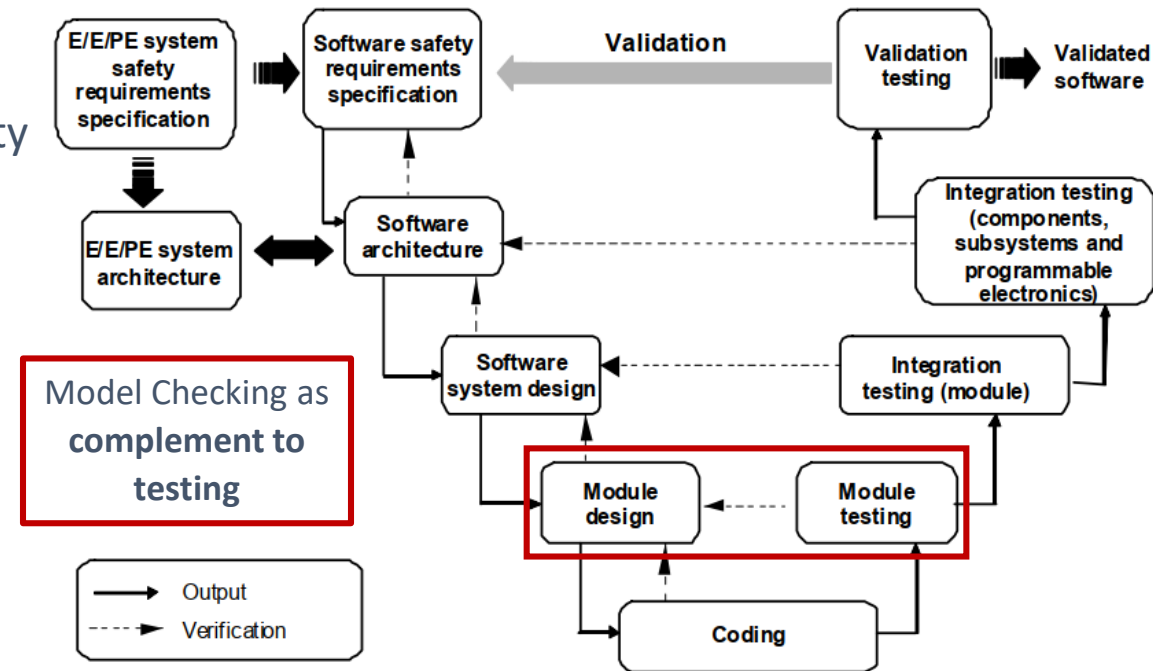 E/E/PE system
safety
requirements
specification
Software safety
requirements
specification
Validation
Validation
testing
Validated
software
ty
E/E/PE system
architecture
Software
architecture
Integration testing
(components,
subsystems and
programmable
electronics)
Model Checking as
complement to
testing
Software
system design
Integration
testing (module)
Module
design
Module
testing
Output
Verification
Coding